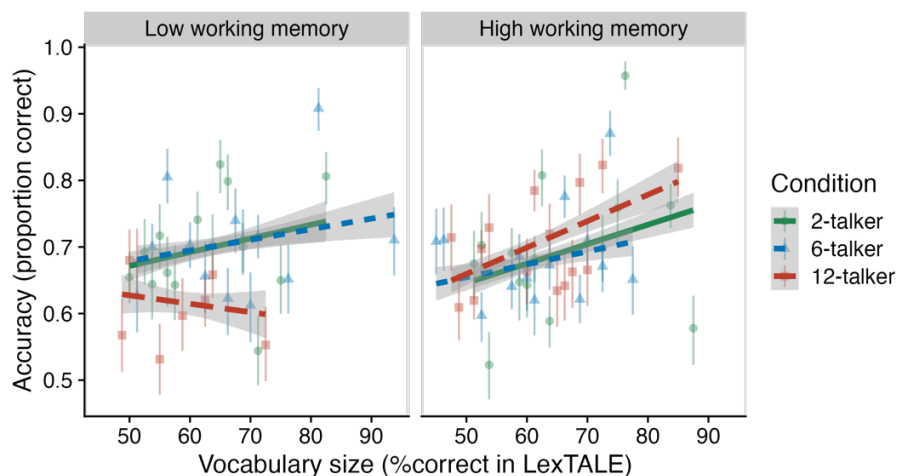 Low working memory
High working memory
Accuracy (proportion correct)
1.0
0.9
0.8
0.7
0.6
0.5
50 60 70 80 90
50 60 70 80 90
Vocabulary size (%correct in LexTALE)
Condition
2-talker
6-talker
12-talker